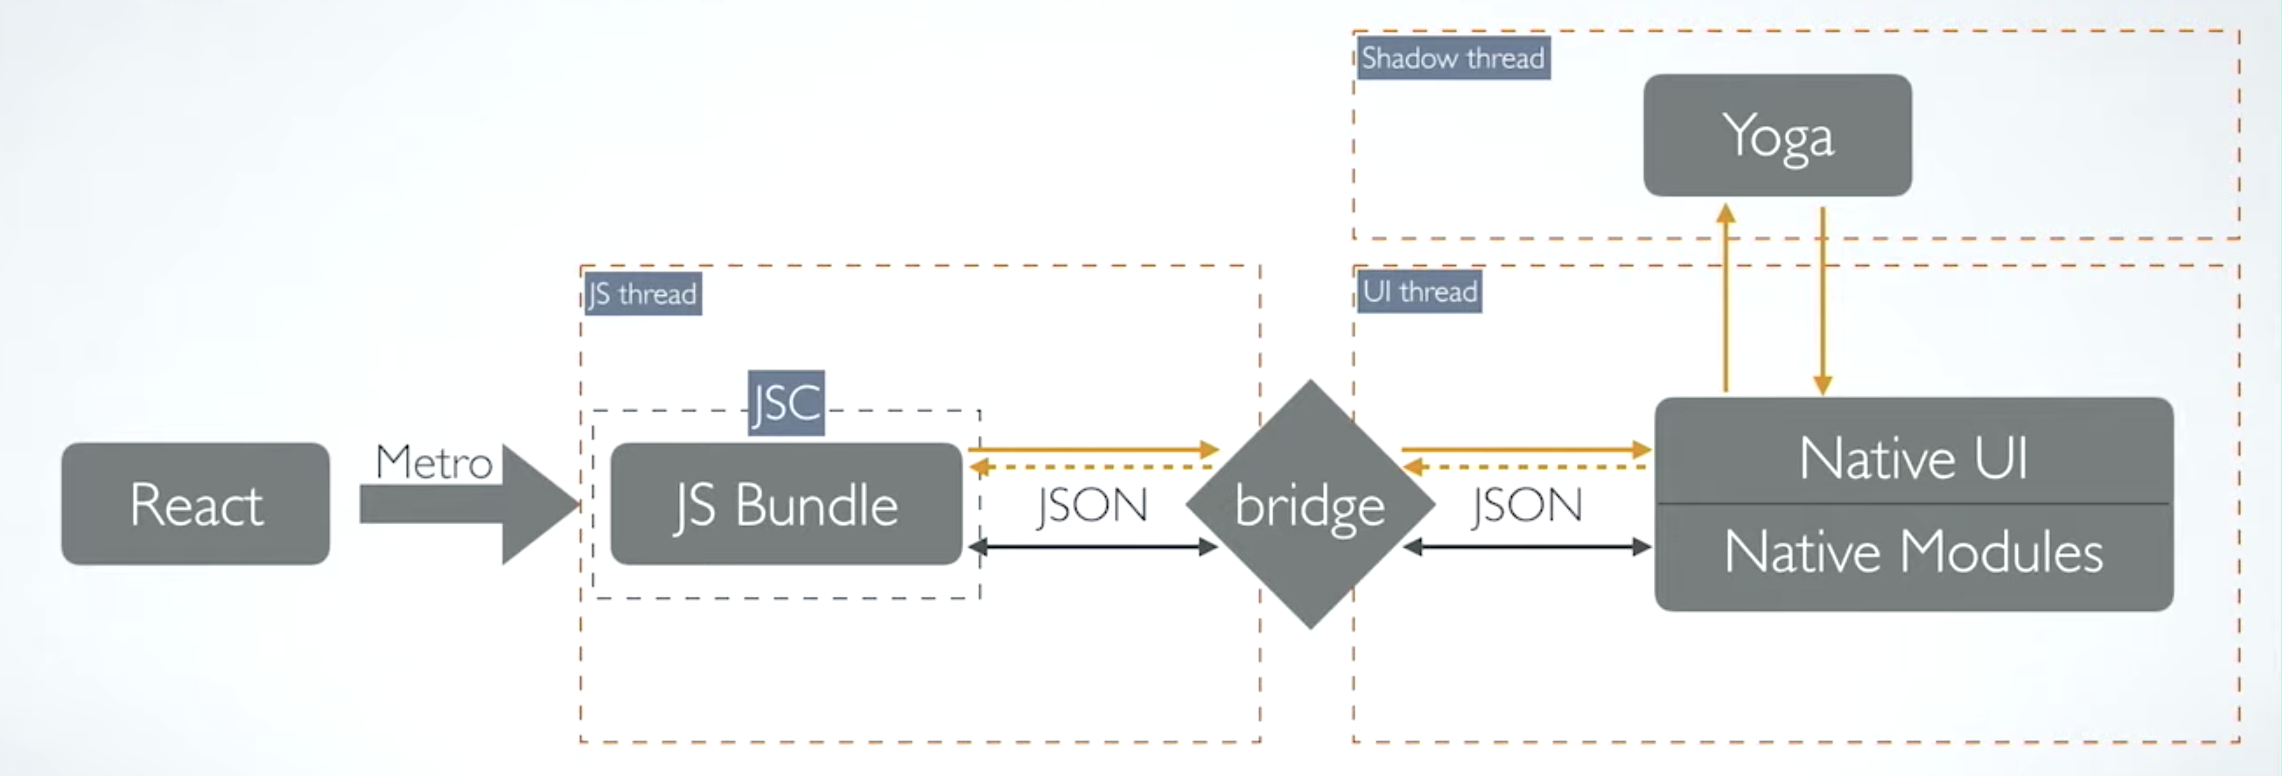 Shadow thread
Yoga
JS thread
UI thread
JSC
React
Metro
JS Bundle
JSON
bridge
JSON
Native UI
Native Modules